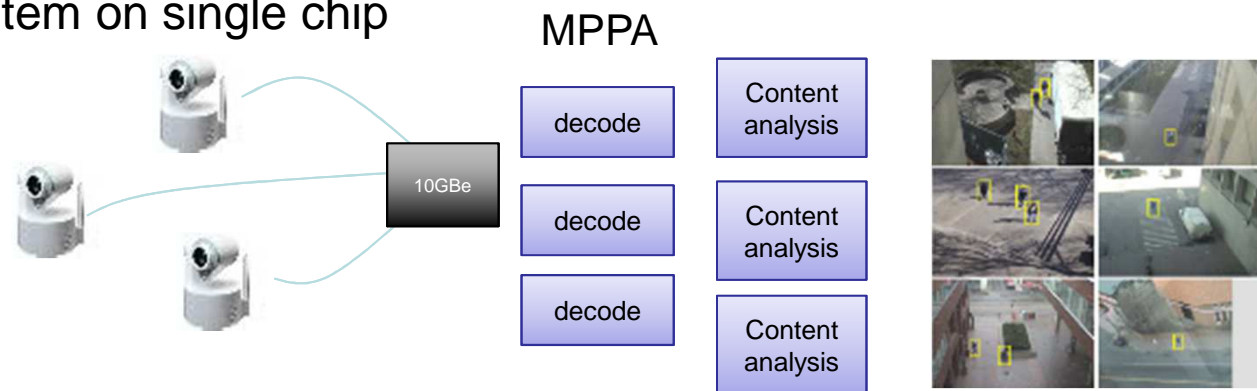 tem on single chip
MPPA
10GBe
decode
Content
analysis
decode
Content
analysis
decode
Content
analysis